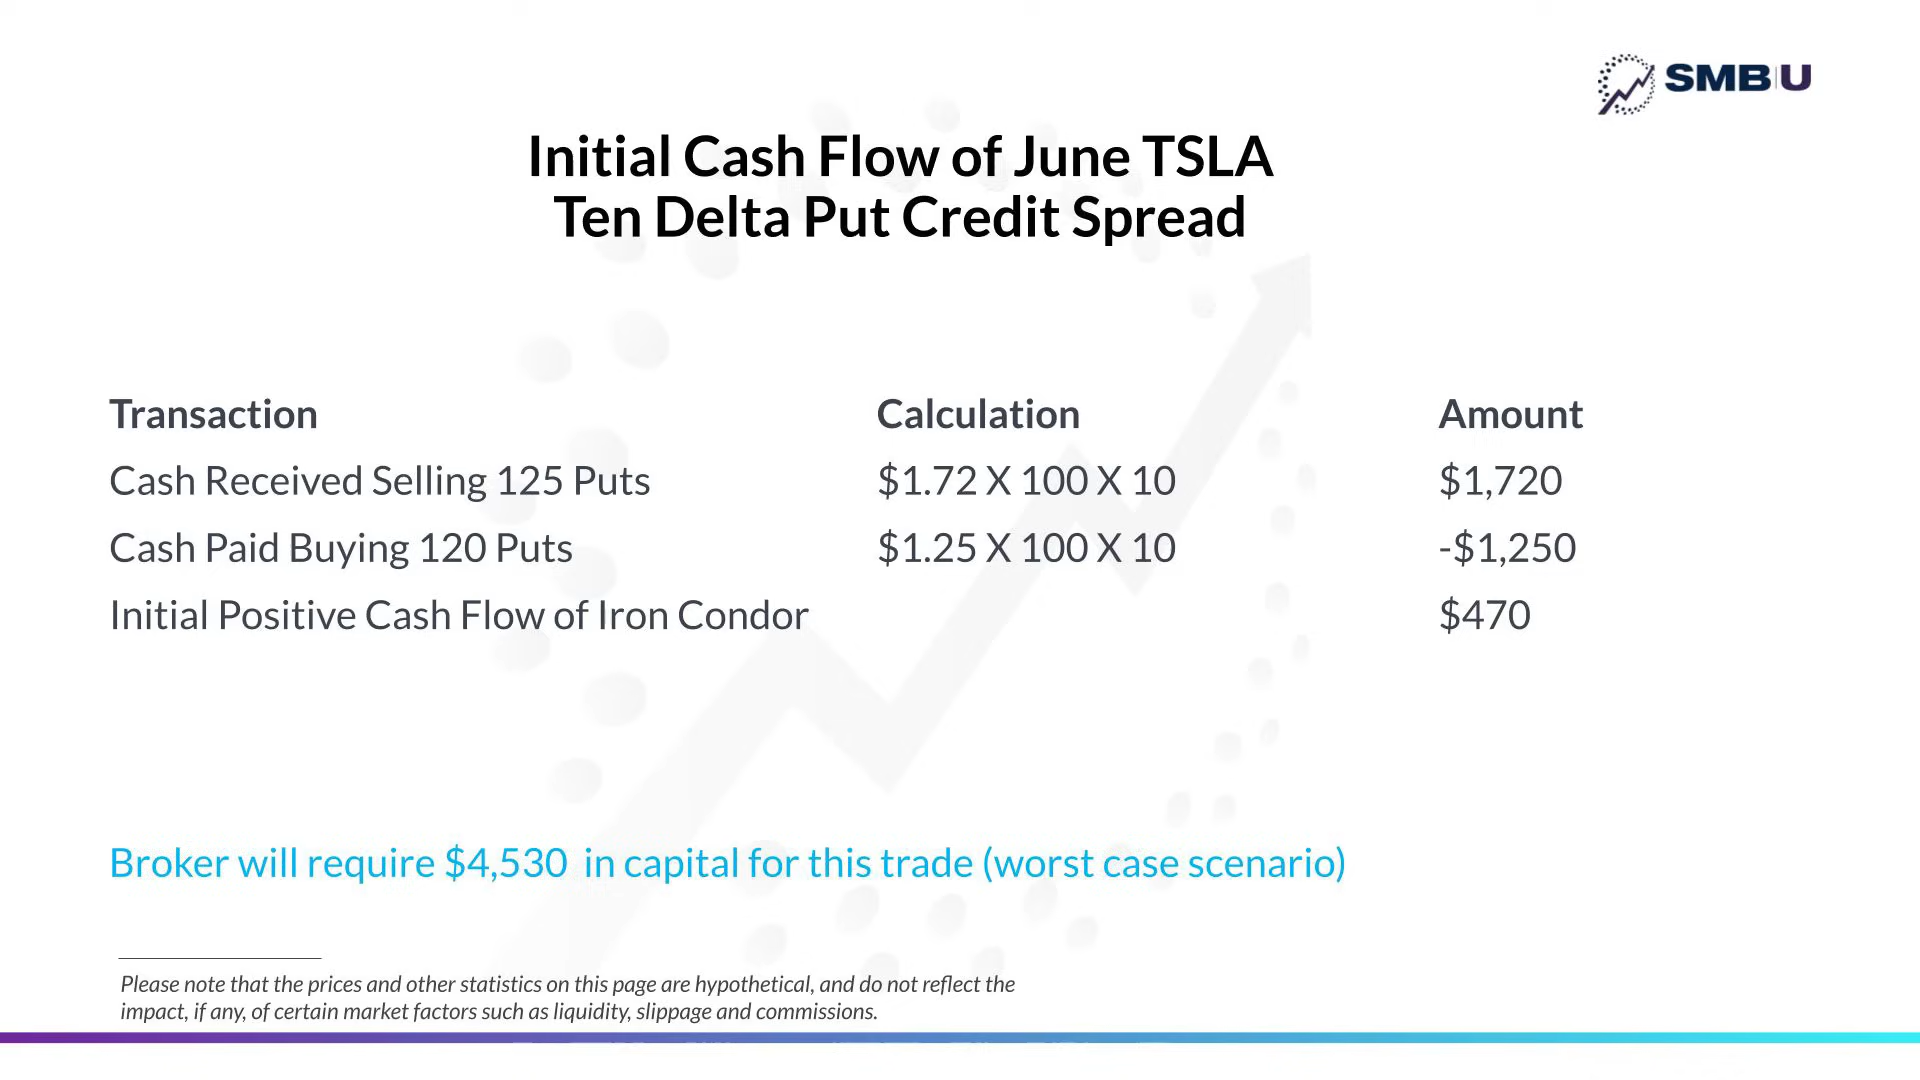 SMB U
Initial Cash Flow of June TSLA
Ten Delta Put Credit Spread
Transaction Calculation Amount
Cash Received Selling 125 Puts $1.72 X 100 X 10 $1,720
Cash Paid Buying 120 Puts $1.25 X 100 X 10 -$1,250
Initial Positive Cash Flow of Iron Condor $470
Broker will require $4,530 in capital for this trade (worst case scenario)
Please note that the prices and other statistics on this page are hypothetical, and do not reflect the
impact, if any, of certain market factors such as liquidity, slippage and commissions.